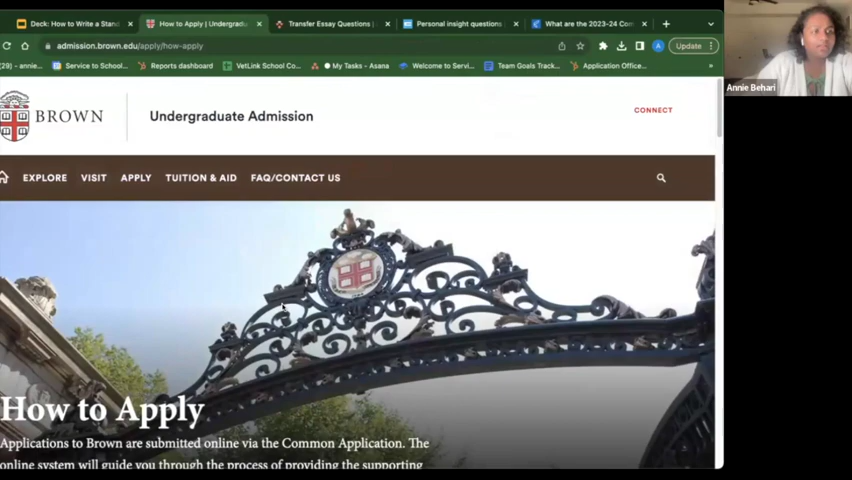 Deck: How to Write a Stand
How to Apply | Undergradu
Transfer Essay Questions |
Personal insight questions
What are the 2023-24 Com
admission.brown.edu/apply/how-apply
A
Update
(29) - annie...
Service to School...
Reports dashboard
VetLink School Co...
My Tasks - Asana
Welcome to Servi...
Team Goals Track...
Application Office...
»
BROWN
Undergraduate Admission
CONNECT
EXPLORE
VISIT
APPLY
TUITION & AID
FAQ/CONTACT US
How to Apply
Applications to Brown are submitted online via the Common Application. The
online system will guide you through the process of providing the supporting
Annie Behari